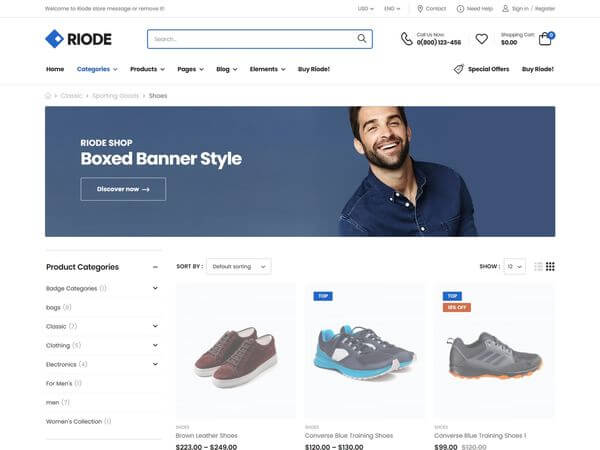 Welcome to Riode store message or remove it!
USD ENG Contact Need Help Sign in / Register
RIODE
Search...
Call Us Now:
0(800) 123-456
Shopping Cart:
$0.00
0
Home Categories Products Pages Blog Elements Buy Riode! Special Offers Buy Riode!
Classic > Sporting Goods > Shoes
RIODE SHOP
Boxed Banner Style
Discover now →
Product Categories
Badge Categories (1)
bags (9)
Classic (7)
Clothing (5)
Electronics (4)
For Men's (1)
men (7)
Women's Collection (1)
SORT BY : Default sorting SHOW : 12
SHOES
Brown Leather Shoes
$223.00 – $249.00
TOP
SHOES
Converse Blue Training Shoes
$120.00 – $130.00
TOP
18% OFF
SHOES
Converse Blue Training Shoes 1
$99.00 $120.00